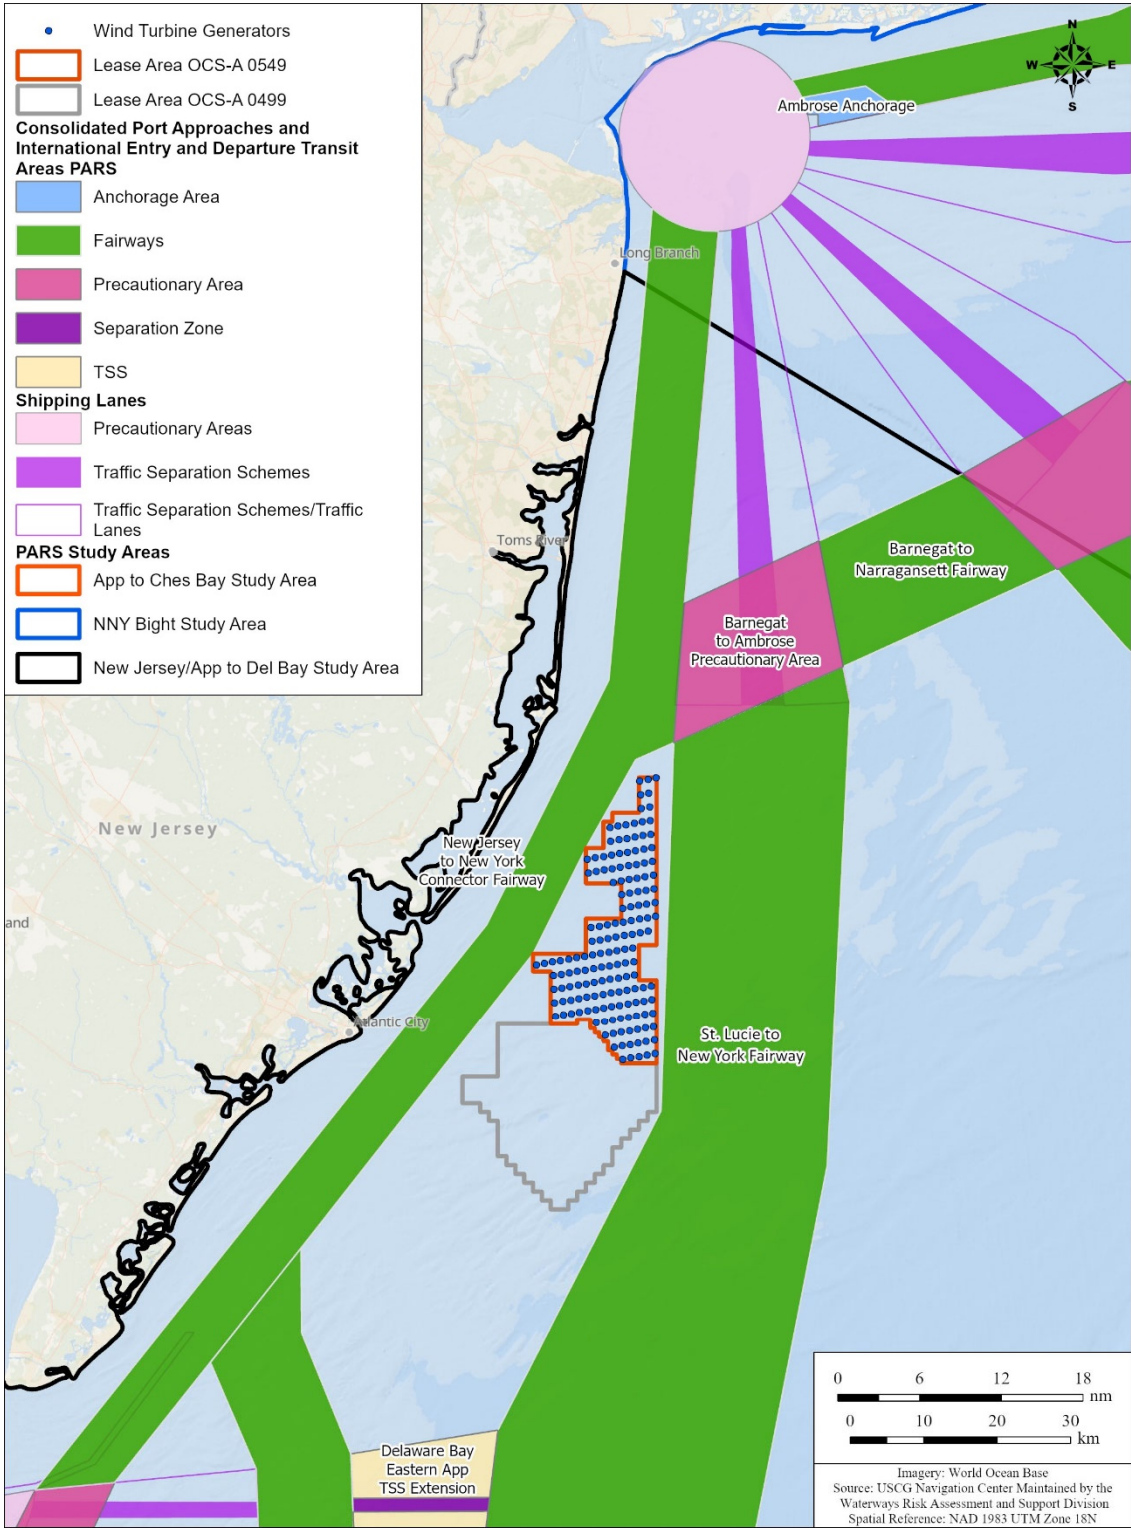 Wind Turbine Generators
Lease Area OCS-A 0549
Lease Area OCS-A 0499
Consolidated Port Approaches and
International Entry and Departure Transit
Areas PARS
Anchorage Area
Fairways
Precautionary Area
Separation Zone
TSS
Shipping Lanes
Precautionary Areas
Traffic Separation Schemes
Traffic Separation Schemes/Traffic
Lanes
PARS Study Areas
App to Ches Bay Study Area
NNY Bight Study Area
New Jersey/App to Del Bay Study Area
N
W E
S
Ambrose Anchorage
Long Branch
Toms River
Barnegat to
Narragansett Fairway
Barnegat
to Ambrose
Precautionary Area
New Jersey
New Jersey
to New York
Connector Fairway
and
Atlantic City
St. Lucie to
New York Fairway
Delaware Bay
Eastern App
TSS Extension
0 6 12 18
nm
0 10 20 30
km
Imagery: World Ocean Base
Source: USCG Navigation Center Maintained by the
Waterways Risk Assessment and Support Division
Spatial Reference: NAD 1983 UTM Zone 18N